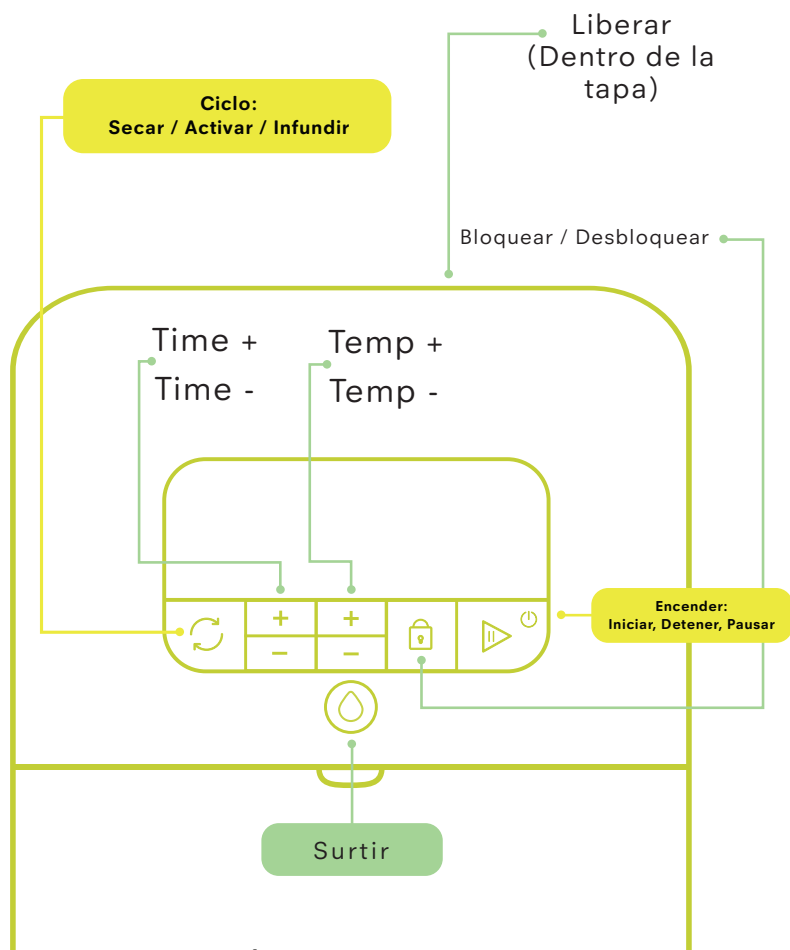 Liberar
(Dentro de la
tapa)
Ciclo:
Secar / Activar / Infundir
Bloquear / Desbloquear
Time +
Time -
Temp +
Temp -
+
+
−
−
Encender:
Iniciar, Detener, Pausar
Surtir